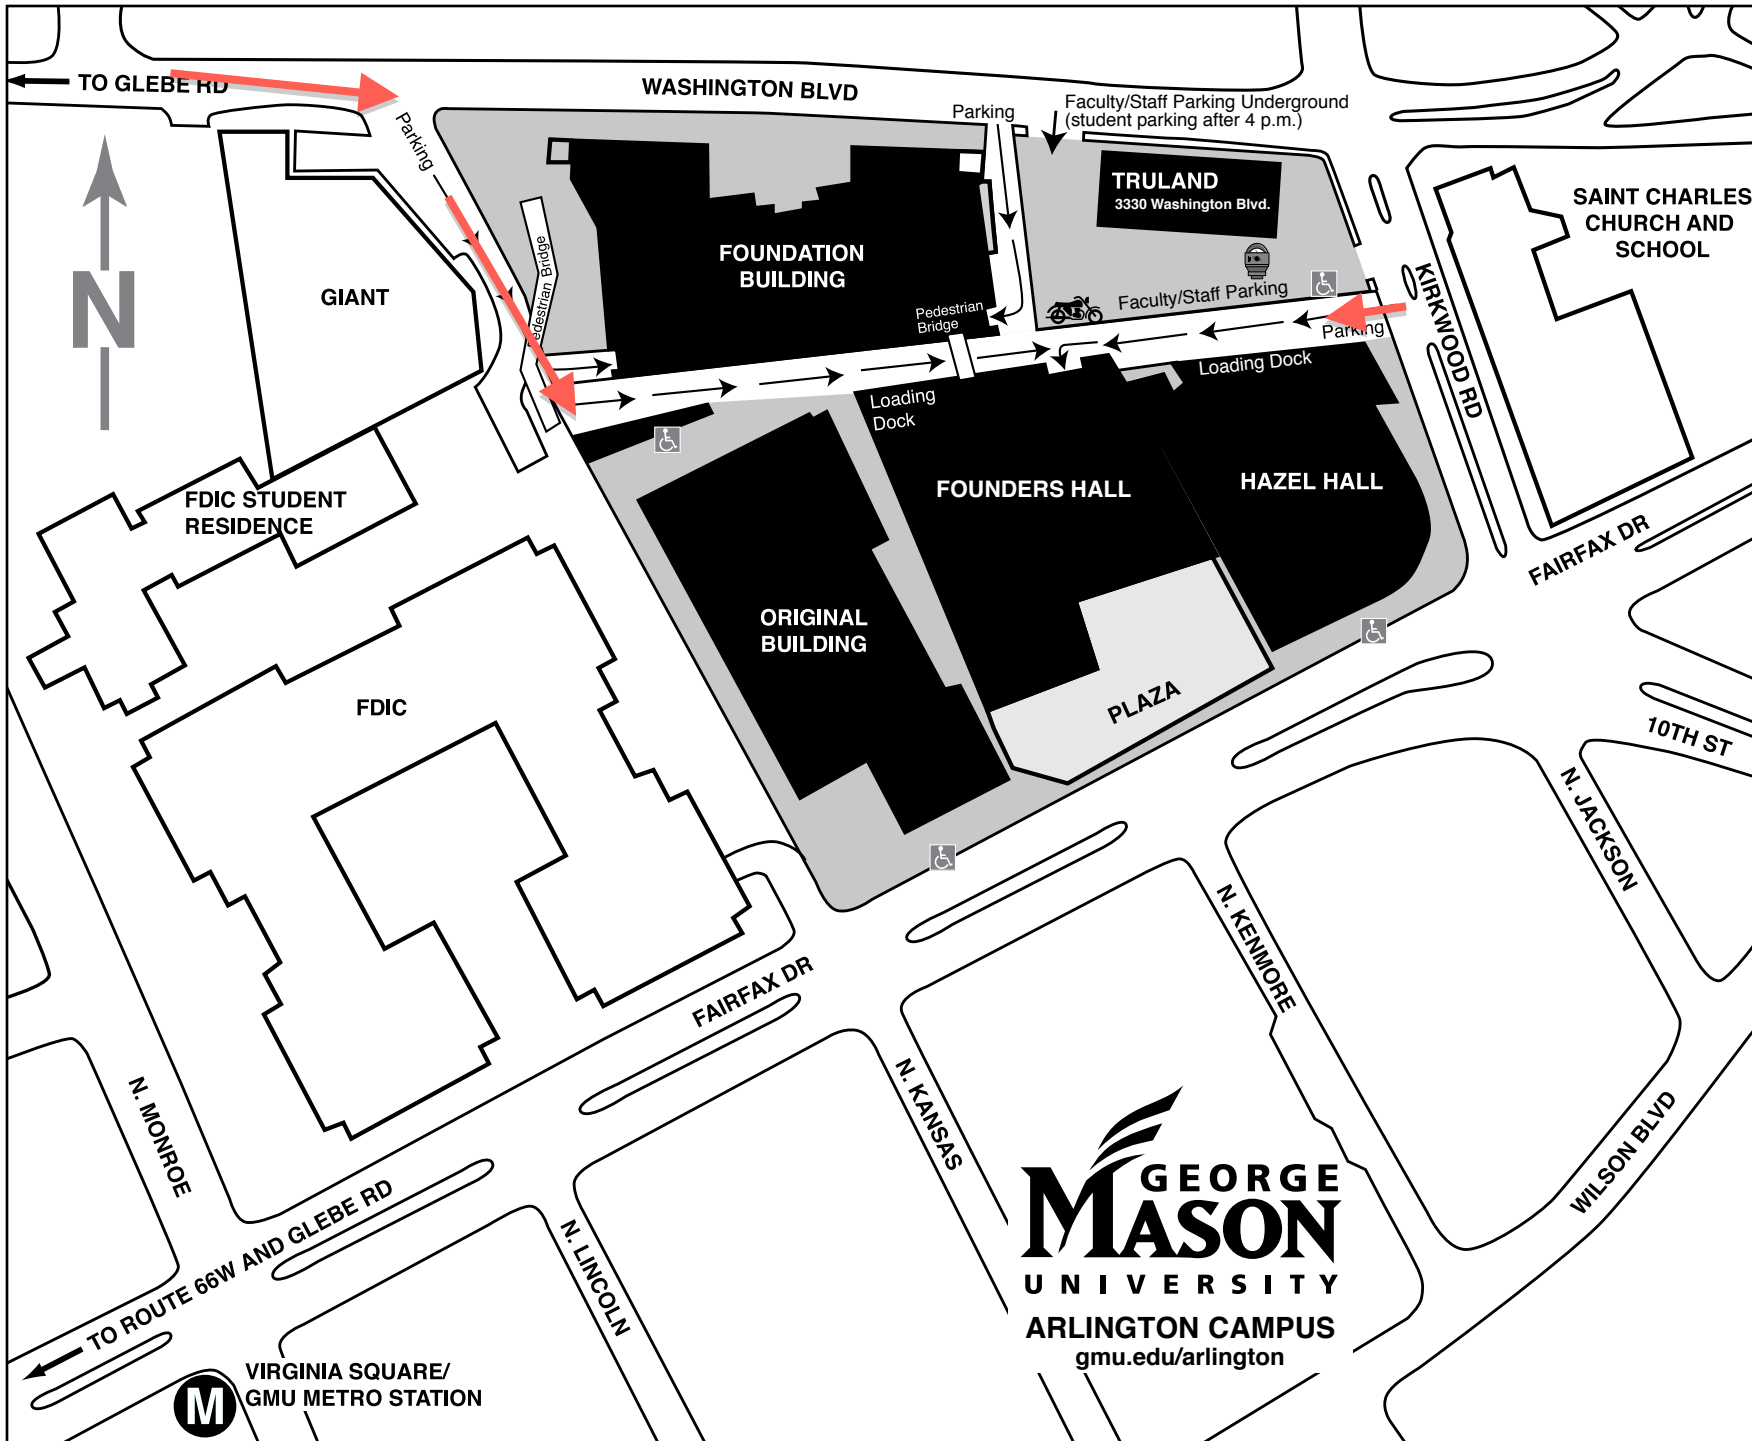 TO GLEBE RD
WASHINGTON BLVD
Parking
Parking
Faculty/Staff Parking Underground
(student parking after 4 p.m.)
TRULAND
3330 Washington Blvd.
SAINT CHARLES
CHURCH AND
SCHOOL
N
GIANT
Pedestrian Bridge
FOUNDATION
BUILDING
Pedestrian
Bridge
Faculty/Staff Parking
Parking
KIRKWOOD RD
Loading Dock
Loading
Dock
FDIC STUDENT
RESIDENCE
FOUNDERS HALL
HAZEL HALL
FAIRFAX DR
ORIGINAL
BUILDING
FDIC
PLAZA
10TH ST
N. JACKSON
N. KENMORE
FAIRFAX DR
N. MONROE
N. KANSAS
WILSON BLVD
TO ROUTE 66W AND GLEBE RD
N. LINCOLN
GEORGE
MASON
UNIVERSITY
ARLINGTON CAMPUS
gmu.edu/arlington
M
VIRGINIA SQUARE/
GMU METRO STATION